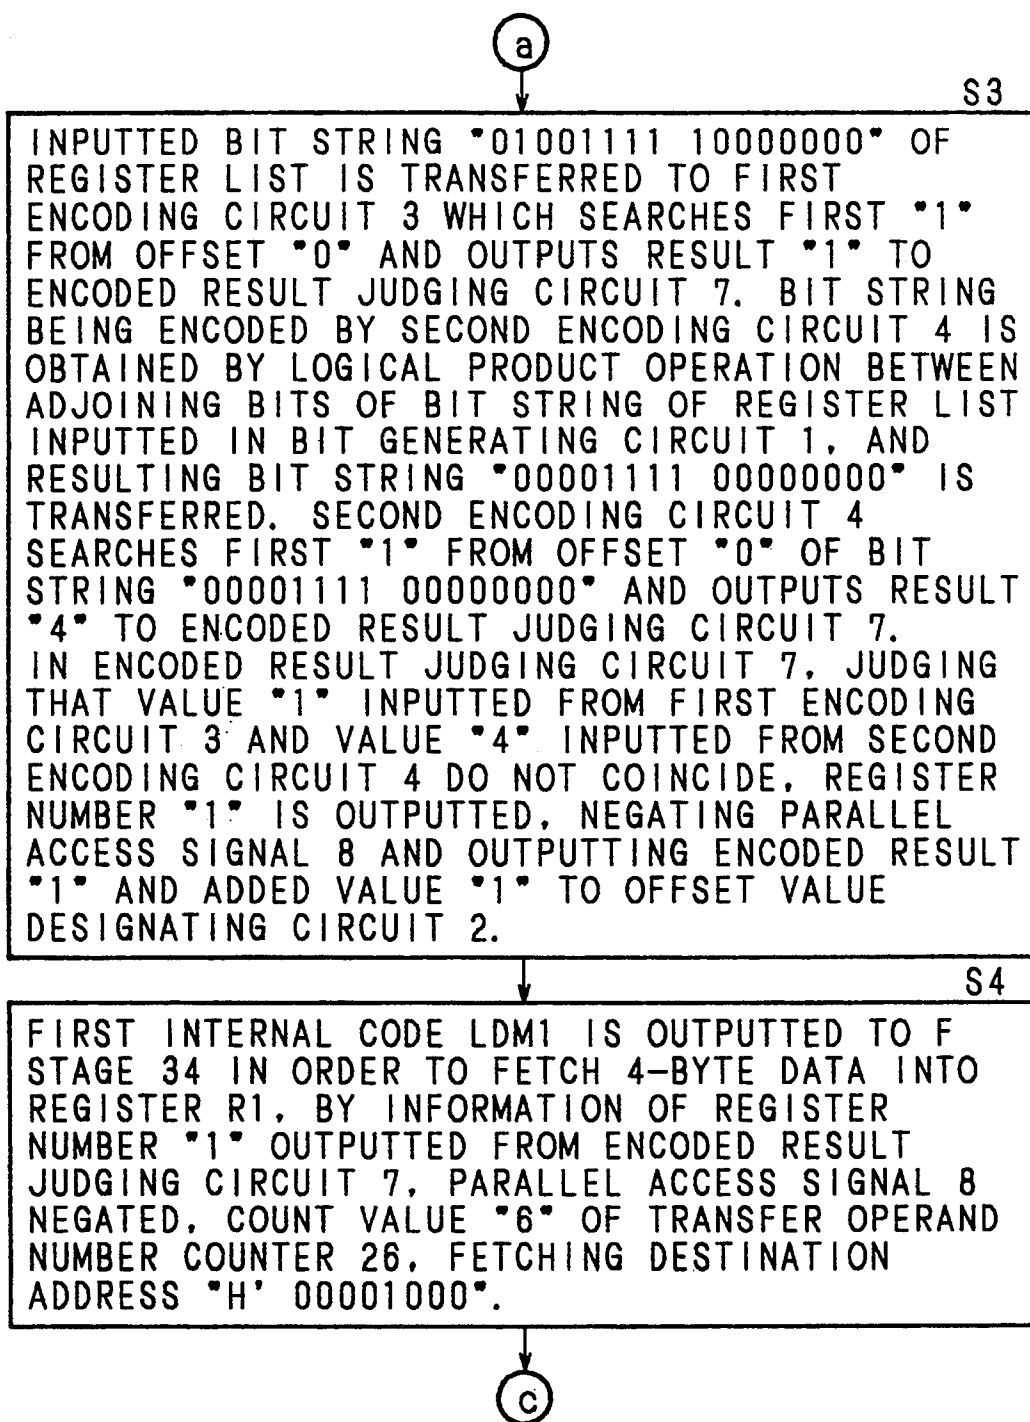 a
S3
INPUTTED BIT STRING "01001111 10000000" OF
REGISTER LIST IS TRANSFERRED TO FIRST
ENCODING CIRCUIT 3 WHICH SEARCHES FIRST "1"
FROM OFFSET "0" AND OUTPUTS RESULT "1" TO
ENCODED RESULT JUDGING CIRCUIT 7. BIT STRING
BEING ENCODED BY SECOND ENCODING CIRCUIT 4 IS
OBTAINED BY LOGICAL PRODUCT OPERATION BETWEEN
ADJOINING BITS OF BIT STRING OF REGISTER LIST
INPUTTED IN BIT GENERATING CIRCUIT 1, AND
RESULTING BIT STRING "00001111 00000000" IS
TRANSFERRED. SECOND ENCODING CIRCUIT 4
SEARCHES FIRST "1" FROM OFFSET "0" OF BIT
STRING "00001111 00000000" AND OUTPUTS RESULT
"4" TO ENCODED RESULT JUDGING CIRCUIT 7.
IN ENCODED RESULT JUDGING CIRCUIT 7, JUDGING
THAT VALUE "1" INPUTTED FROM FIRST ENCODING
CIRCUIT 3 AND VALUE "4" INPUTTED FROM SECOND
ENCODING CIRCUIT 4 DO NOT COINCIDE, REGISTER
NUMBER "1" IS OUTPUTTED, NEGATING PARALLEL
ACCESS SIGNAL 8 AND OUTPUTTING ENCODED RESULT
"1" AND ADDED VALUE "1" TO OFFSET VALUE
DESIGNATING CIRCUIT 2.
S4
FIRST INTERNAL CODE LDM1 IS OUTPUTTED TO F
STAGE 34 IN ORDER TO FETCH 4-BYTE DATA INTO
REGISTER R1, BY INFORMATION OF REGISTER
NUMBER "1" OUTPUTTED FROM ENCODED RESULT
JUDGING CIRCUIT 7, PARALLEL ACCESS SIGNAL 8
NEGATED, COUNT VALUE "6" OF TRANSFER OPERAND
NUMBER COUNTER 26, FETCHING DESTINATION
ADDRESS "H' 00001000".
c